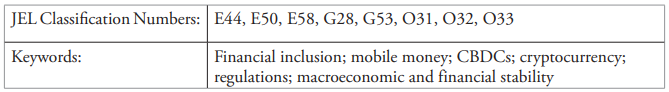 JEL Classification Numbers: E44, E50, E58, G28, G53, O31, O32, O33
Keywords: Financial inclusion; mobile money; CBDCs; cryptocurrency;
regulations; macroeconomic and financial stability